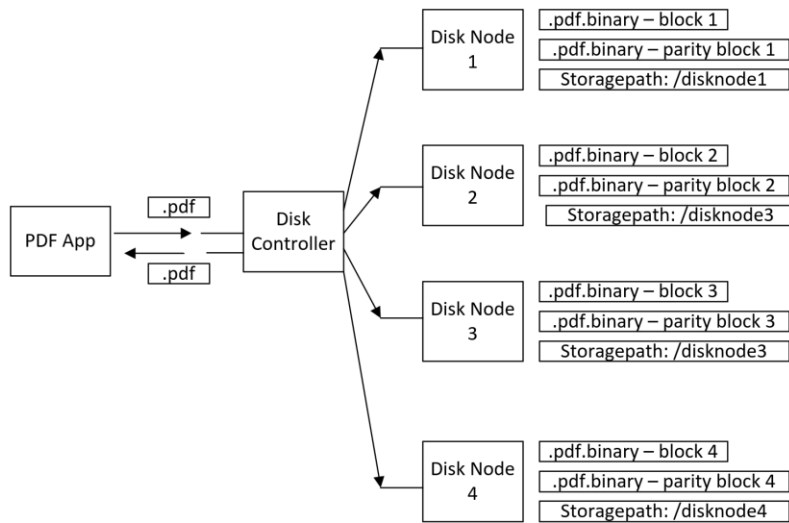 PDF App
.pdf
.pdf
Disk
Controller
Disk Node
1
.pdf.binary – block 1
.pdf.binary – parity block 1
Storagepath: /disknode1
Disk Node
2
.pdf.binary – block 2
.pdf.binary – parity block 2
Storagepath: /disknode3
Disk Node
3
.pdf.binary – block 3
.pdf.binary – parity block 3
Storagepath: /disknode3
Disk Node
4
.pdf.binary – block 4
.pdf.binary – parity block 4
Storagepath: /disknode4